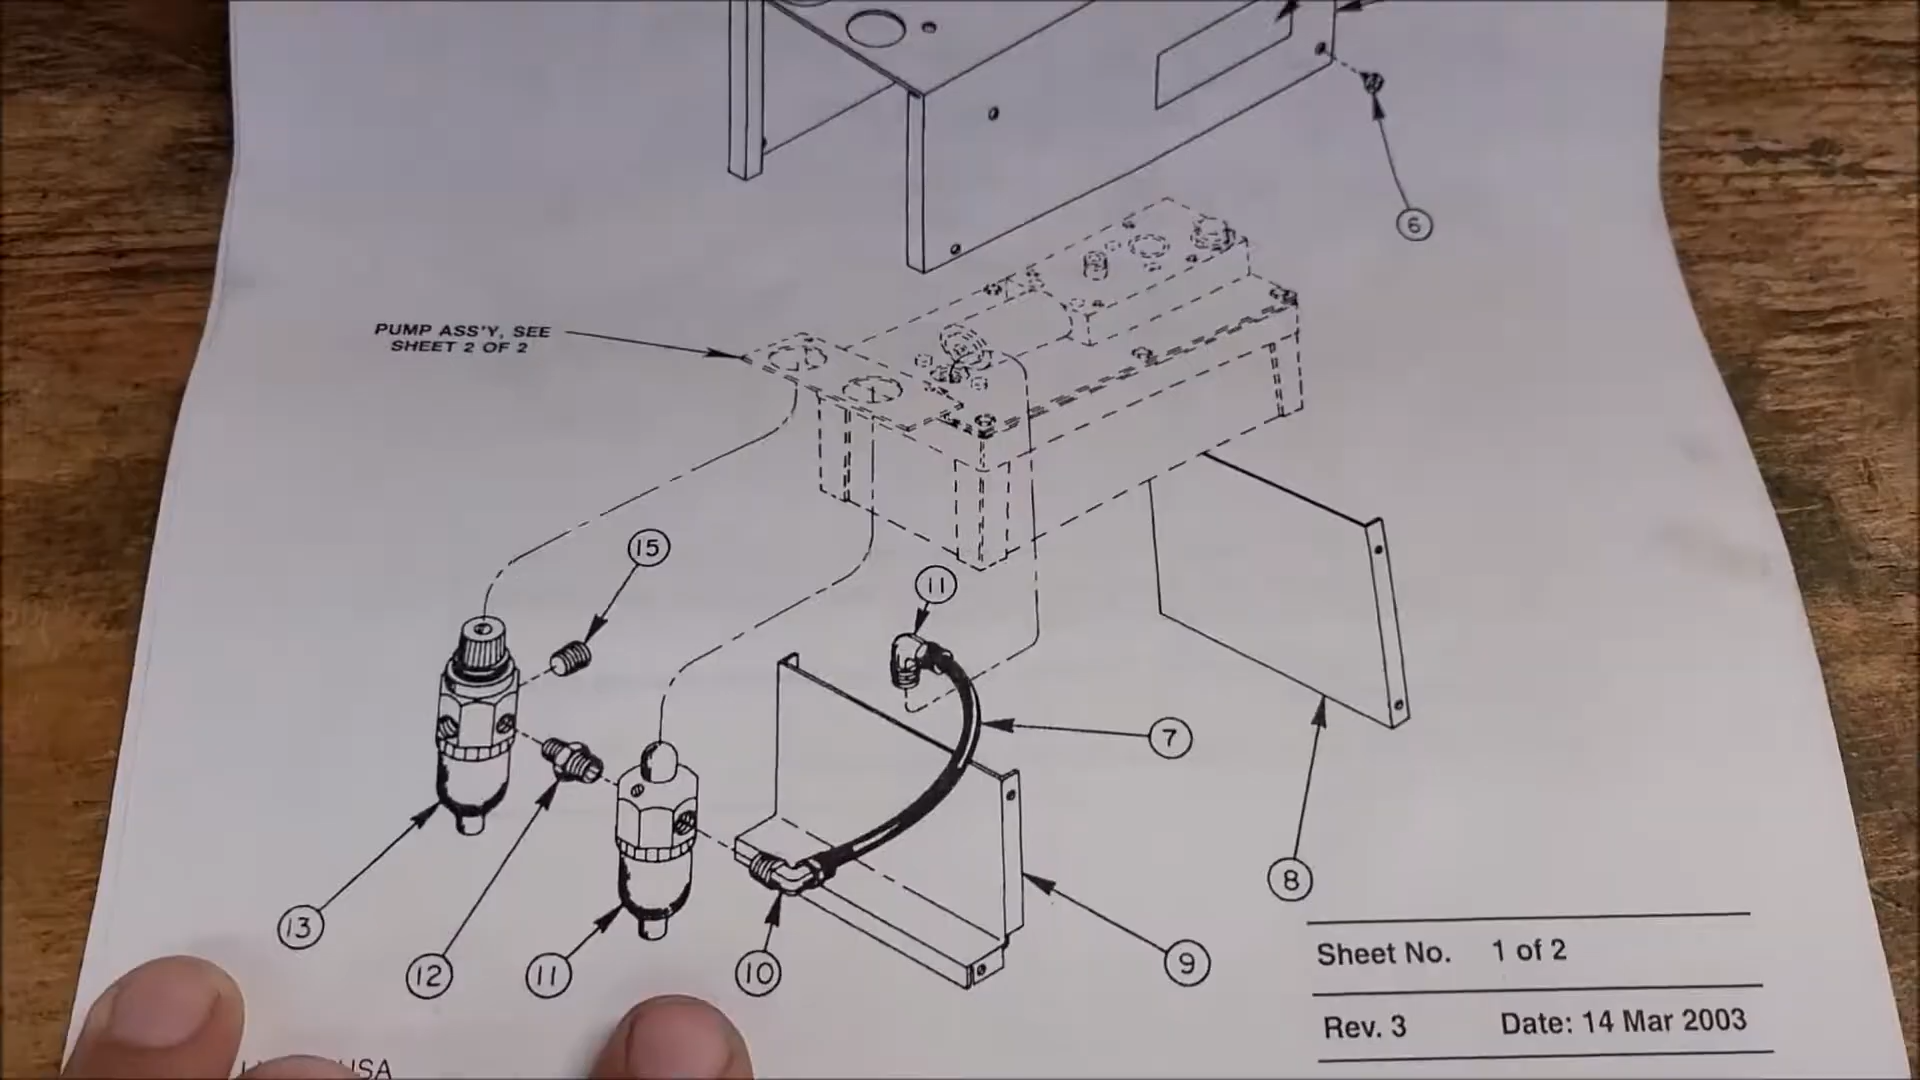 6
PUMP ASS'Y, SEE
SHEET 2 OF 2
15
11
7
8
13
12
11
10
9
Sheet No. 1 of 2
Rev. 3 Date: 14 Mar 2003
USA